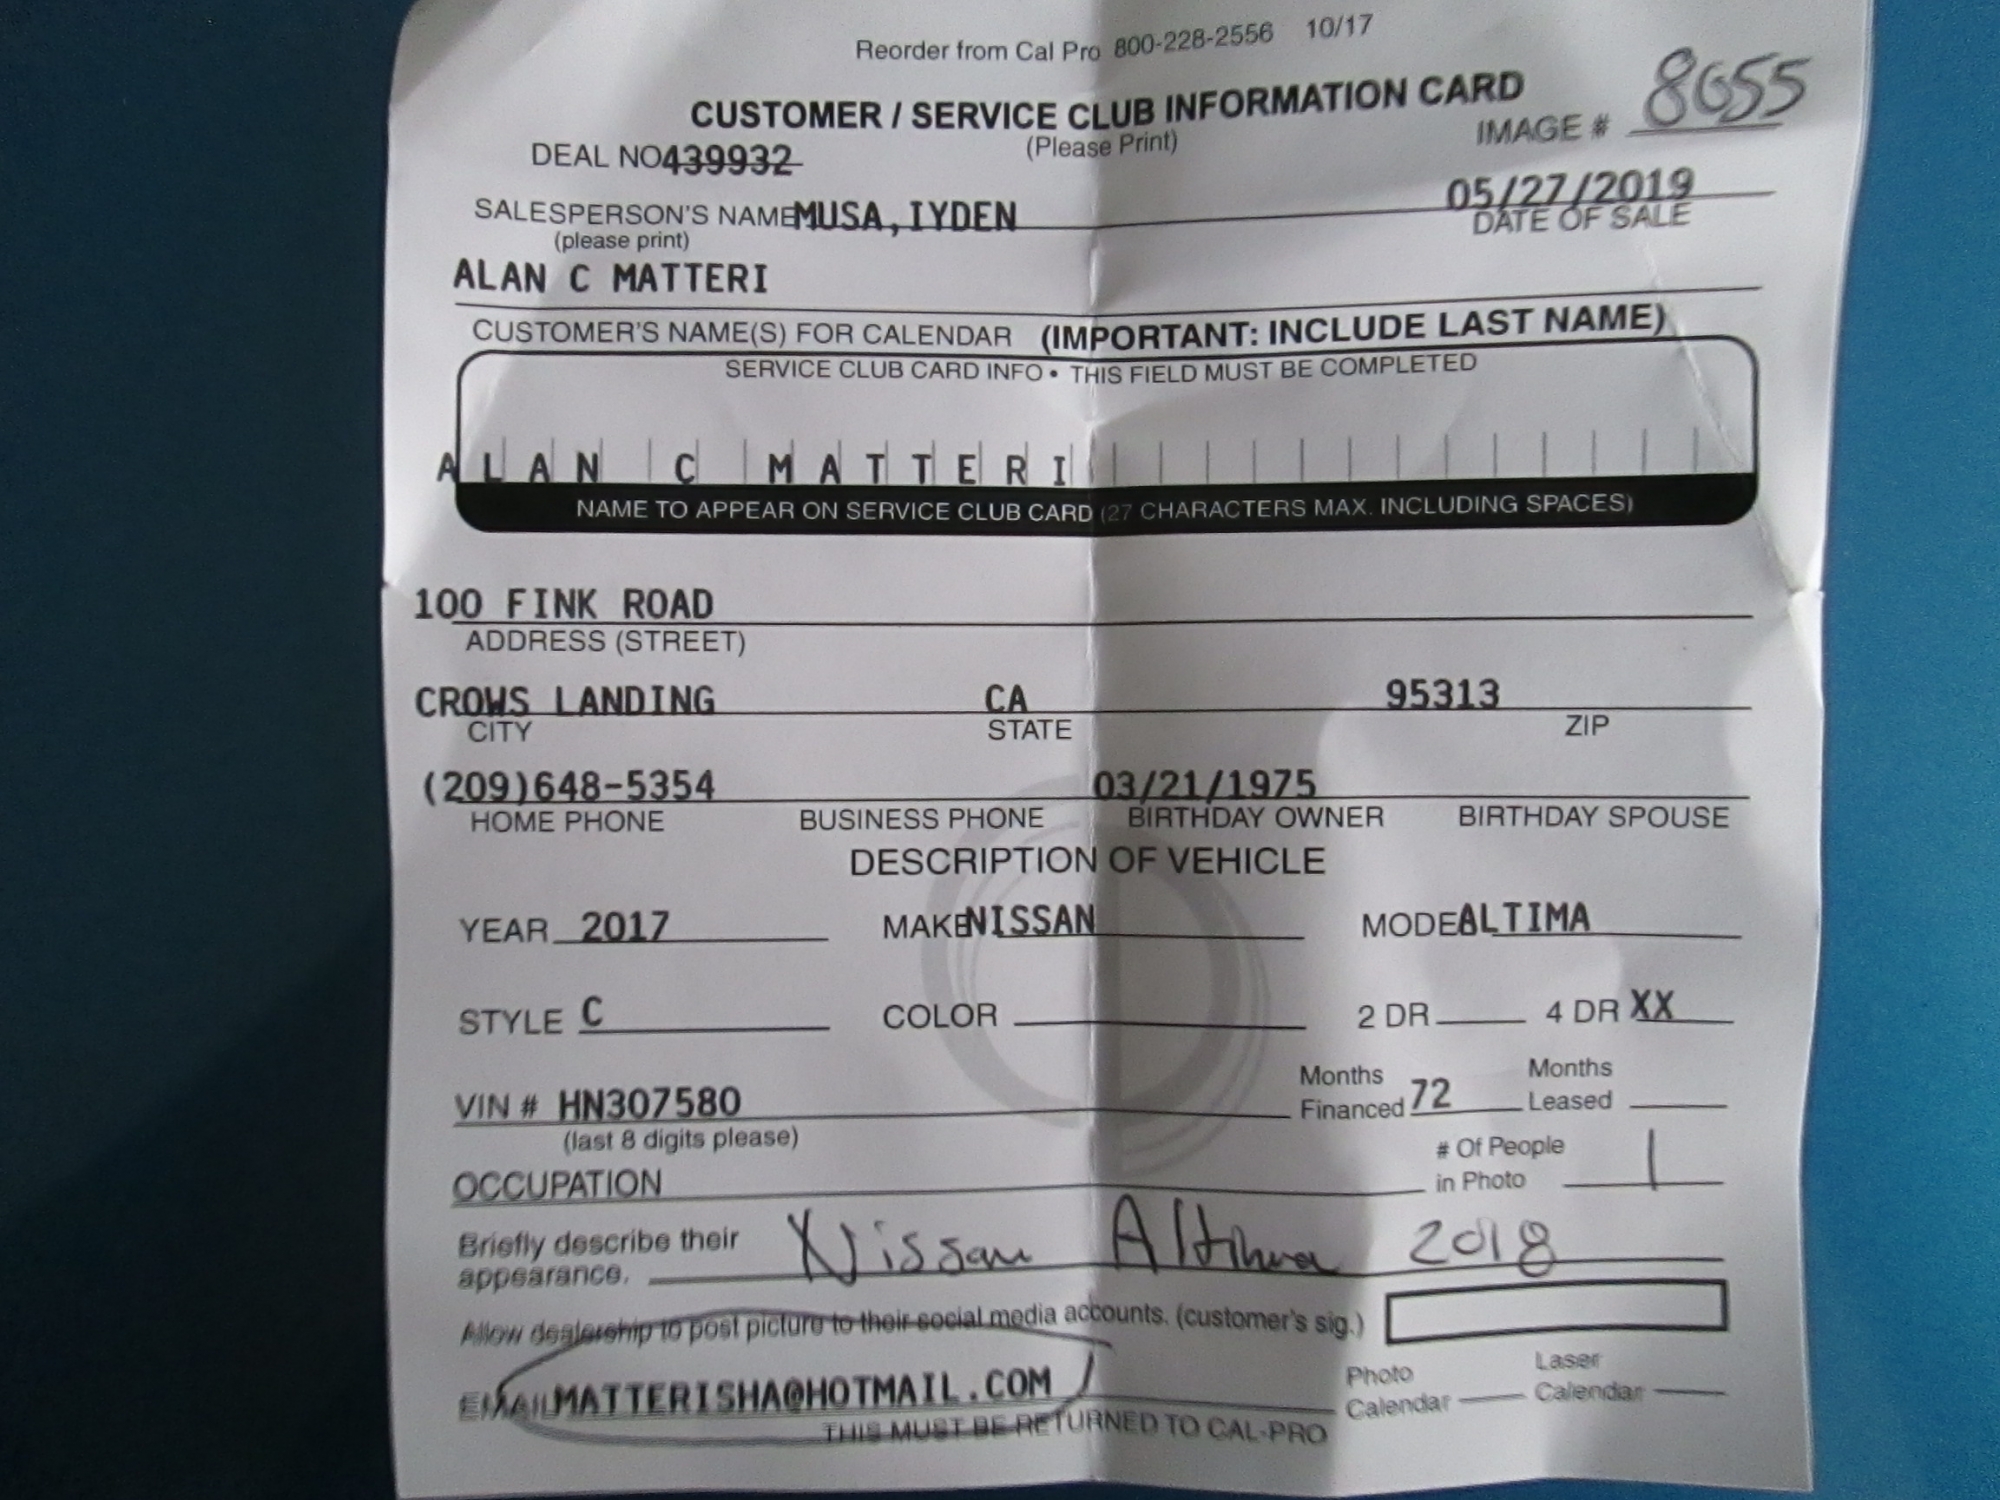 Reorder from Cal Pro 800-228-2556 10/17
CUSTOMER / SERVICE CLUB INFORMATION CARD
(Please Print)
IMAGE # 8655
DEAL NO 439932
05/27/2019
SALESPERSON'S NAME MUSA, IYDEN
DATE OF SALE
(please print)
ALAN C MATTERI
CUSTOMER'S NAME(S) FOR CALENDAR (IMPORTANT: INCLUDE LAST NAME)
SERVICE CLUB CARD INFO • THIS FIELD MUST BE COMPLETED
ALAN C MATTERI
NAME TO APPEAR ON SERVICE CLUB CARD (27 CHARACTERS MAX. INCLUDING SPACES)
100 FINK ROAD
ADDRESS (STREET)
CROWS LANDING CA 95313
CITY STATE ZIP
(209)648-5354 03/21/1975
HOME PHONE BUSINESS PHONE BIRTHDAY OWNER BIRTHDAY SPOUSE
DESCRIPTION OF VEHICLE
YEAR 2017 MAKE NISSAN MODE ALTIMA
STYLE C COLOR 2 DR 4 DR XX
VIN # HN307580 Months Financed 72 Months Leased
(last 8 digits please)
OCCUPATION # Of People in Photo 1
Briefly describe their appearance. Nissan Altima 2018
Allow dealership to post picture to their social media accounts. (customer's sig.)
EMAIL MATTERISHA@HOTMAIL.COM Photo Calendar Laser Calendar
THIS MUST BE RETURNED TO CAL-PRO